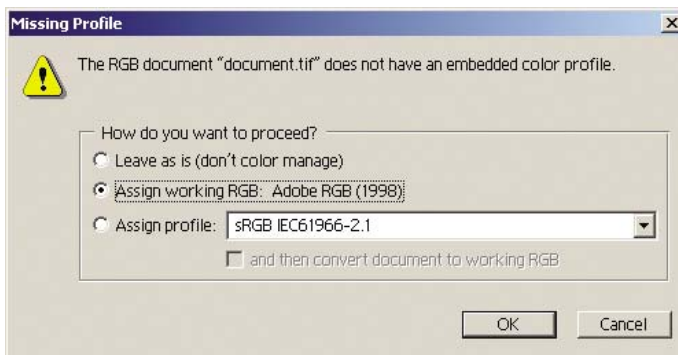 Missing Profile
The RGB document “document.tif” does not have an embedded color profile.
How do you want to proceed?
Leave as is (don't color manage)
Assign working RGB: Adobe RGB (1998)
Assign profile: sRGB IEC61966-2.1
and then convert document to working RGB
OK Cancel